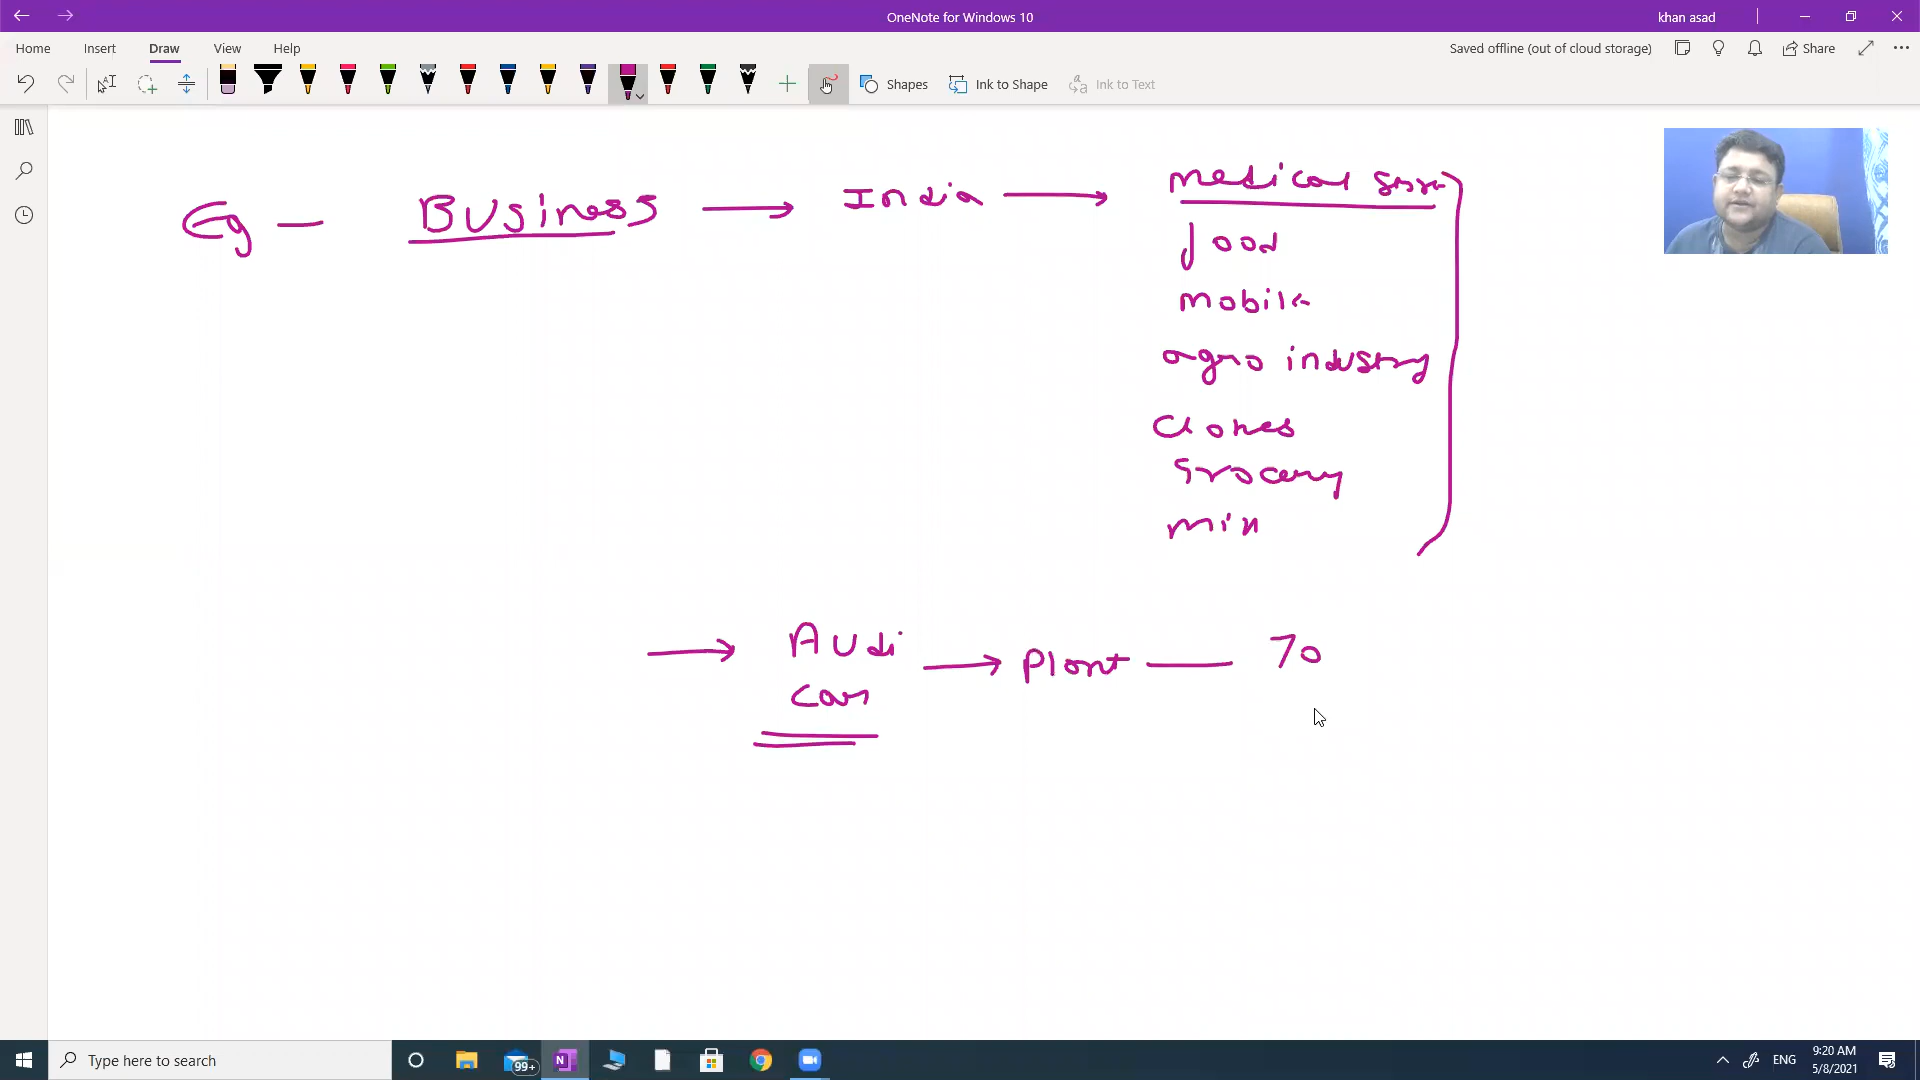 OneNote for Windows 10
khan asad
Home Insert Draw View Help
Saved offline (out of cloud storage)
Share
Shapes
Ink to Shape
Ink to Text
Eg - Business → India → medical
food
mobile
agro industry
Clothes
Grocery
mix
→ Audi → Plant — 70
Car
Type here to search
99+
ENG
9:20 AM
5/8/2021